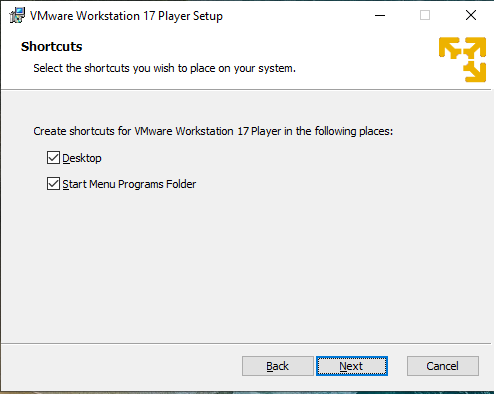 VMware Workstation 17 Player Setup
Shortcuts
Select the shortcuts you wish to place on your system.
Create shortcuts for VMware Workstation 17 Player in the following places:
Desktop
Start Menu Programs Folder
Back
Next
Cancel